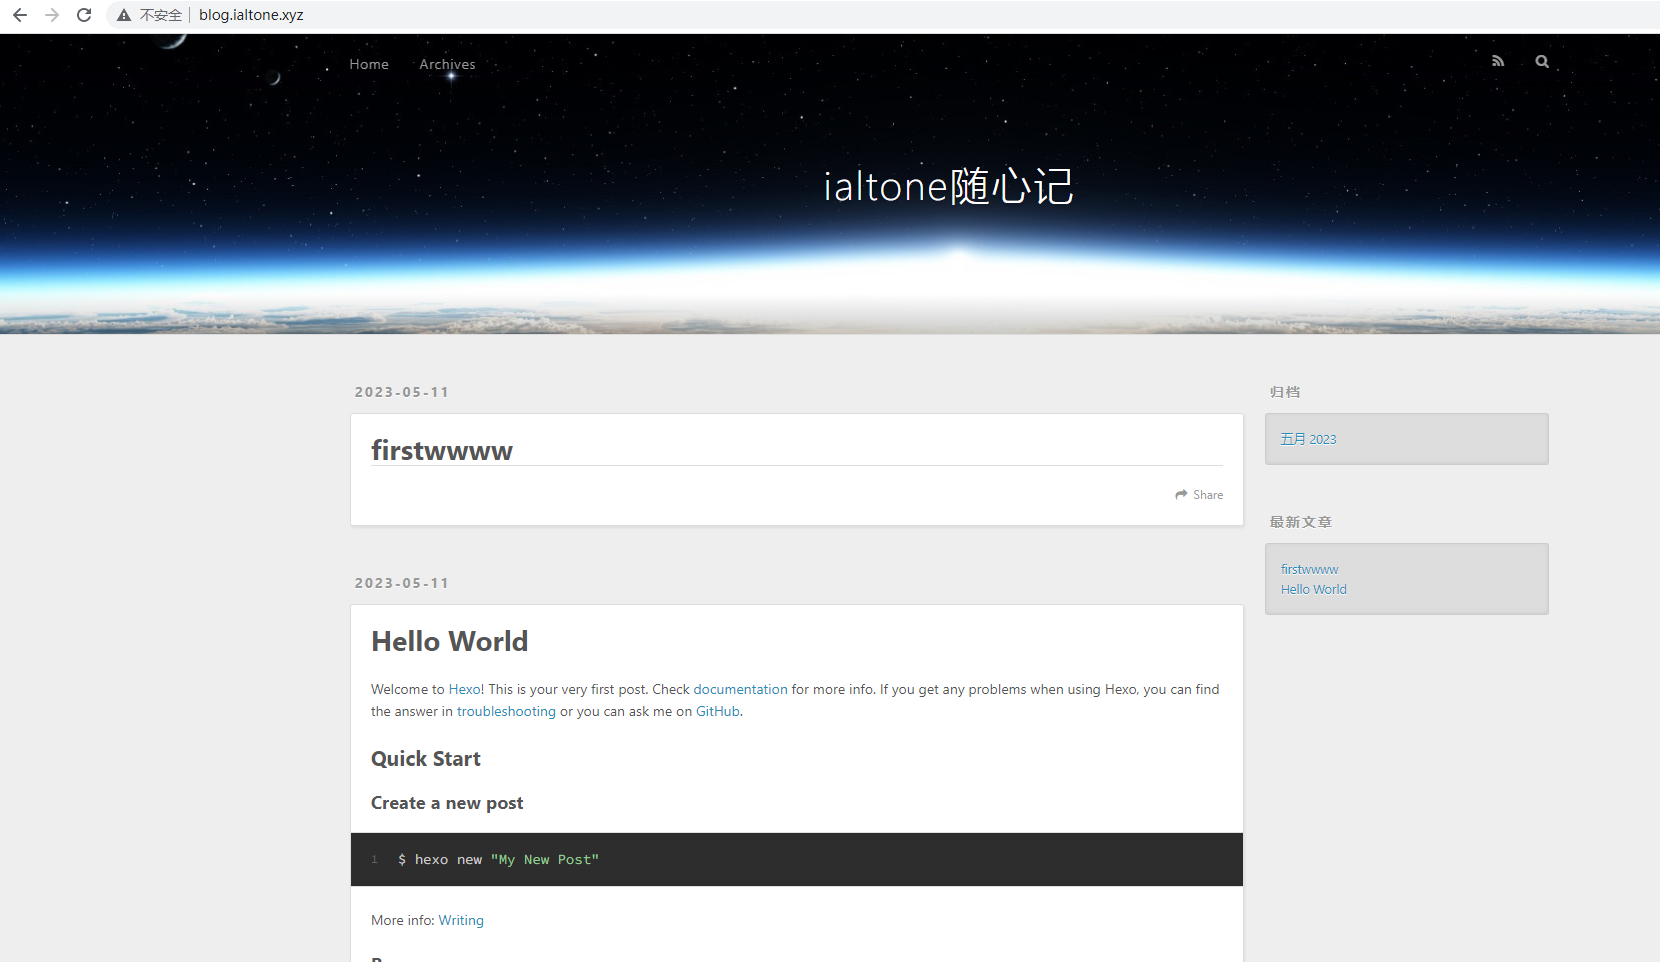 不安全 blog.ialtone.xyz
Home Archives
ialtone随心记
2023-05-11
firstwwww
Share
2023-05-11
Hello World
Welcome to Hexo! This is your very first post. Check documentation for more info. If you get any problems when using Hexo, you can find
the answer in troubleshooting or you can ask me on GitHub.
Quick Start
Create a new post
1 $ hexo new "My New Post"
More info: Writing
归档
五月 2023
最新文章
firstwwww
Hello World